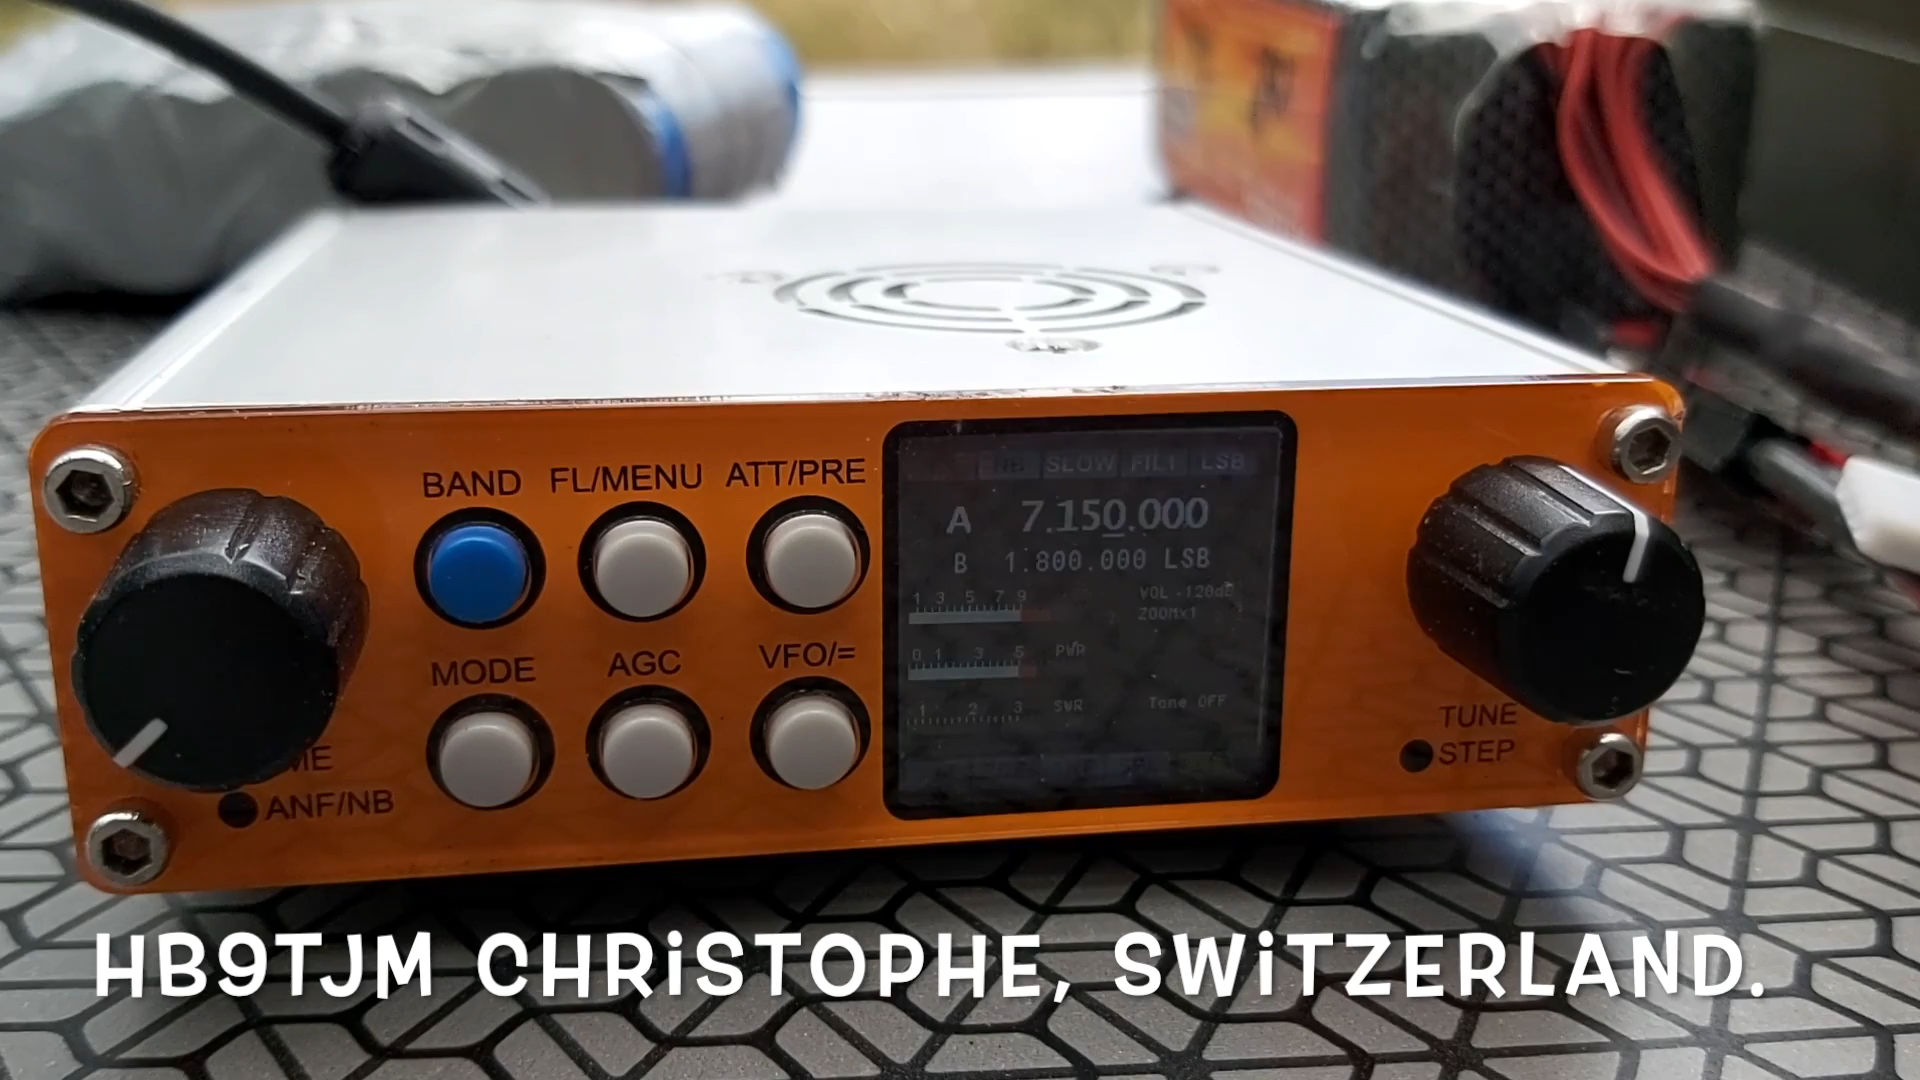 BAND FL/MENU ATT/PRE
NB SLOW FIL1 LSB
A 7.150.000
B 1.800.000 LSB
1 3 5 7 9
VOL -120dB
ZOOMx1
MODE AGC VFO/=
0 1 3 5 PWR
1 2 3 SWR
Tone OFF
TUNE
STEP
ME
ANF/NB
HB9TJM CHRISTOPHE, SWITZERLAND.